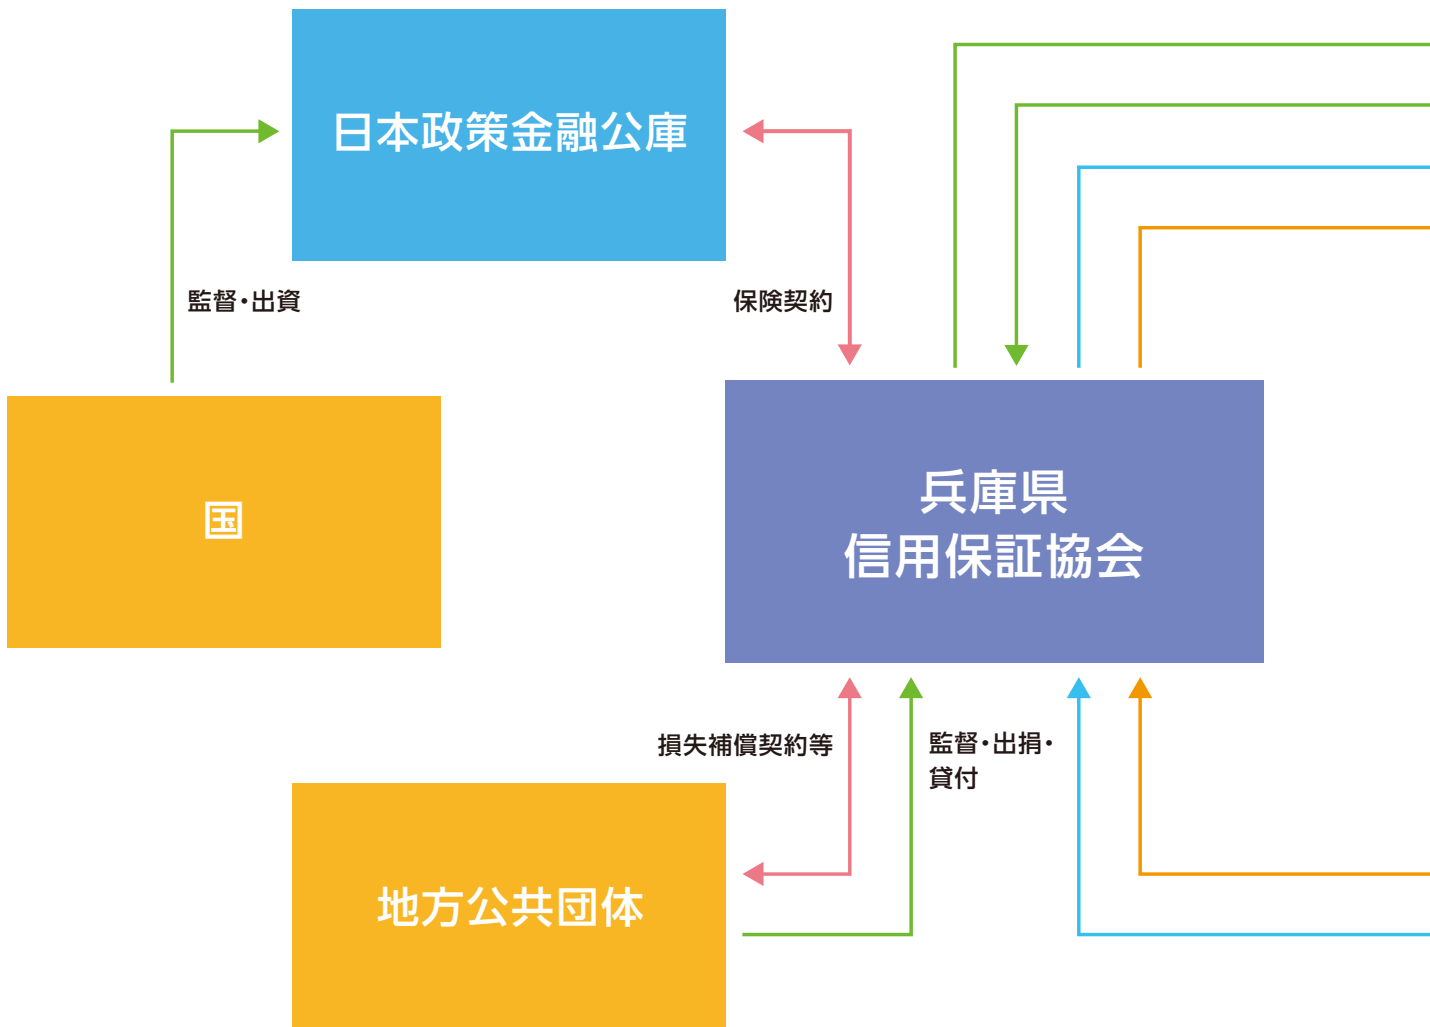 日本政策金融公庫
監督・出資
保険契約
国
兵庫県
信用保証協会
損失補償契約等
監督・出捐・
貸付
地方公共団体